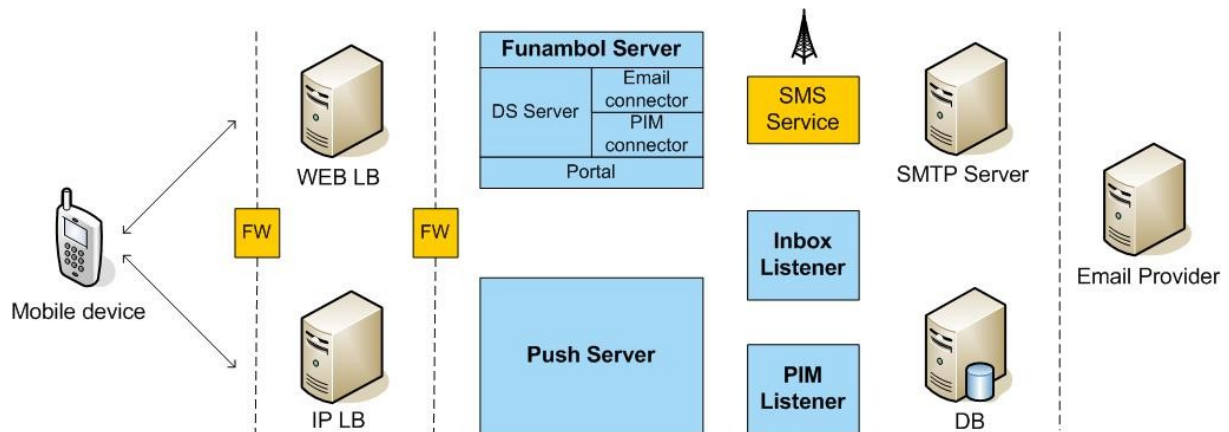 Funambol Server
DS Server
Email
connector
PIM
connector
Portal
SMS
Service
WEB LB
SMTP Server
FW
FW
Mobile device
Inbox
Listener
Email Provider
Push Server
PIM
Listener
IP LB
DB